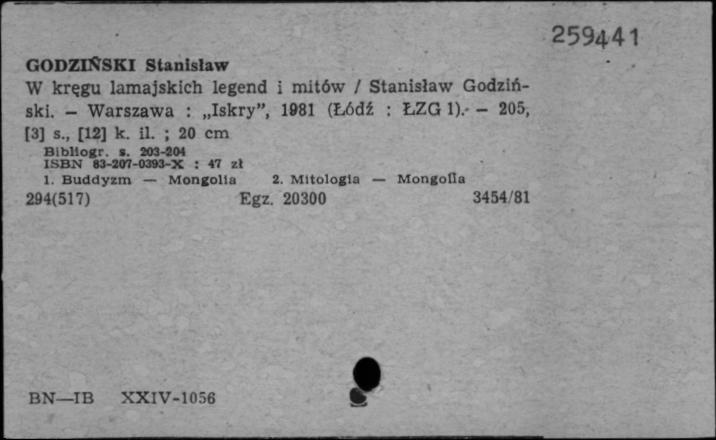 259441
GODZIŃSKI Stanisław
W kręgu lamajskich legend i mitów / Stanisław Godziń-
ski. — Warszawa : „Iskry”, 1981 (Łódź : ŁZG 1). — 205,
[3] s., [12] k. il. ; 20 cm
Bibliogr. s. 203-204
ISBN 83-207-0393-X : 47 zł
1. Buddyzm — Mongolia 2. Mitologia — Mongolia
294(517) Egz. 20300 3454/81
BN—IB XXIV-1056